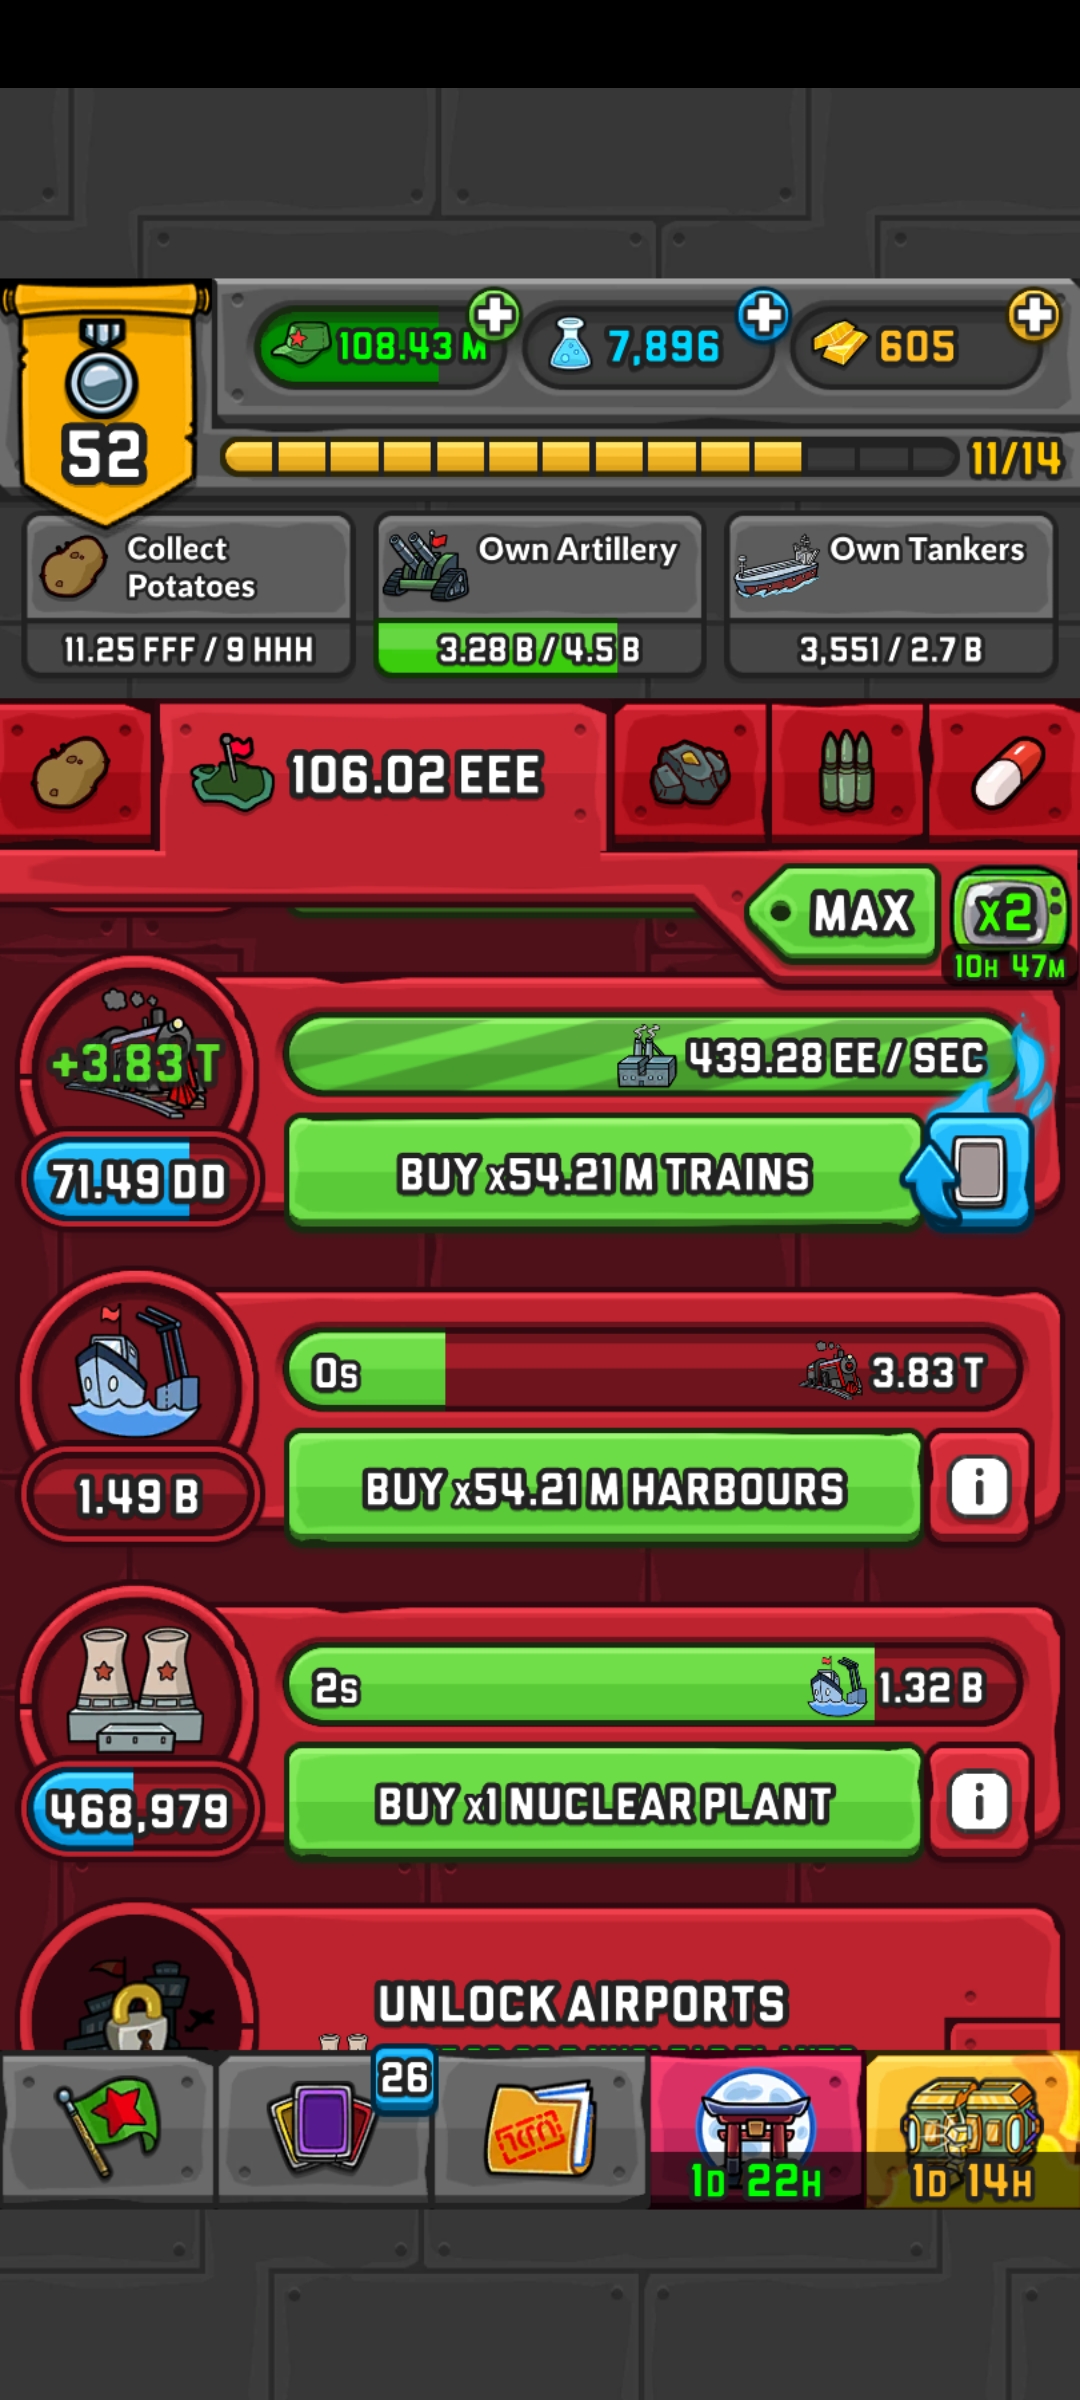 108.43 M
7,896
605
52
11/14
Collect
Potatoes
11.25 FFF / 9 HHH
Own Artillery
3.28 B / 4.5 B
Own Tankers
3,551 / 2.7 B
106.02 EEE
MAX
x2
10H 47M
+3.83 T
439.28 EE / SEC
71.49 DD
BUY x54.21 M TRAINS
0s
3.83 T
1.49 B
BUY x54.21 M HARBOURS
i
2s
1.32 B
468,979
BUY x1 NUCLEAR PLANT
i
UNLOCK AIRPORTS
26
1D 22H
1D 14H